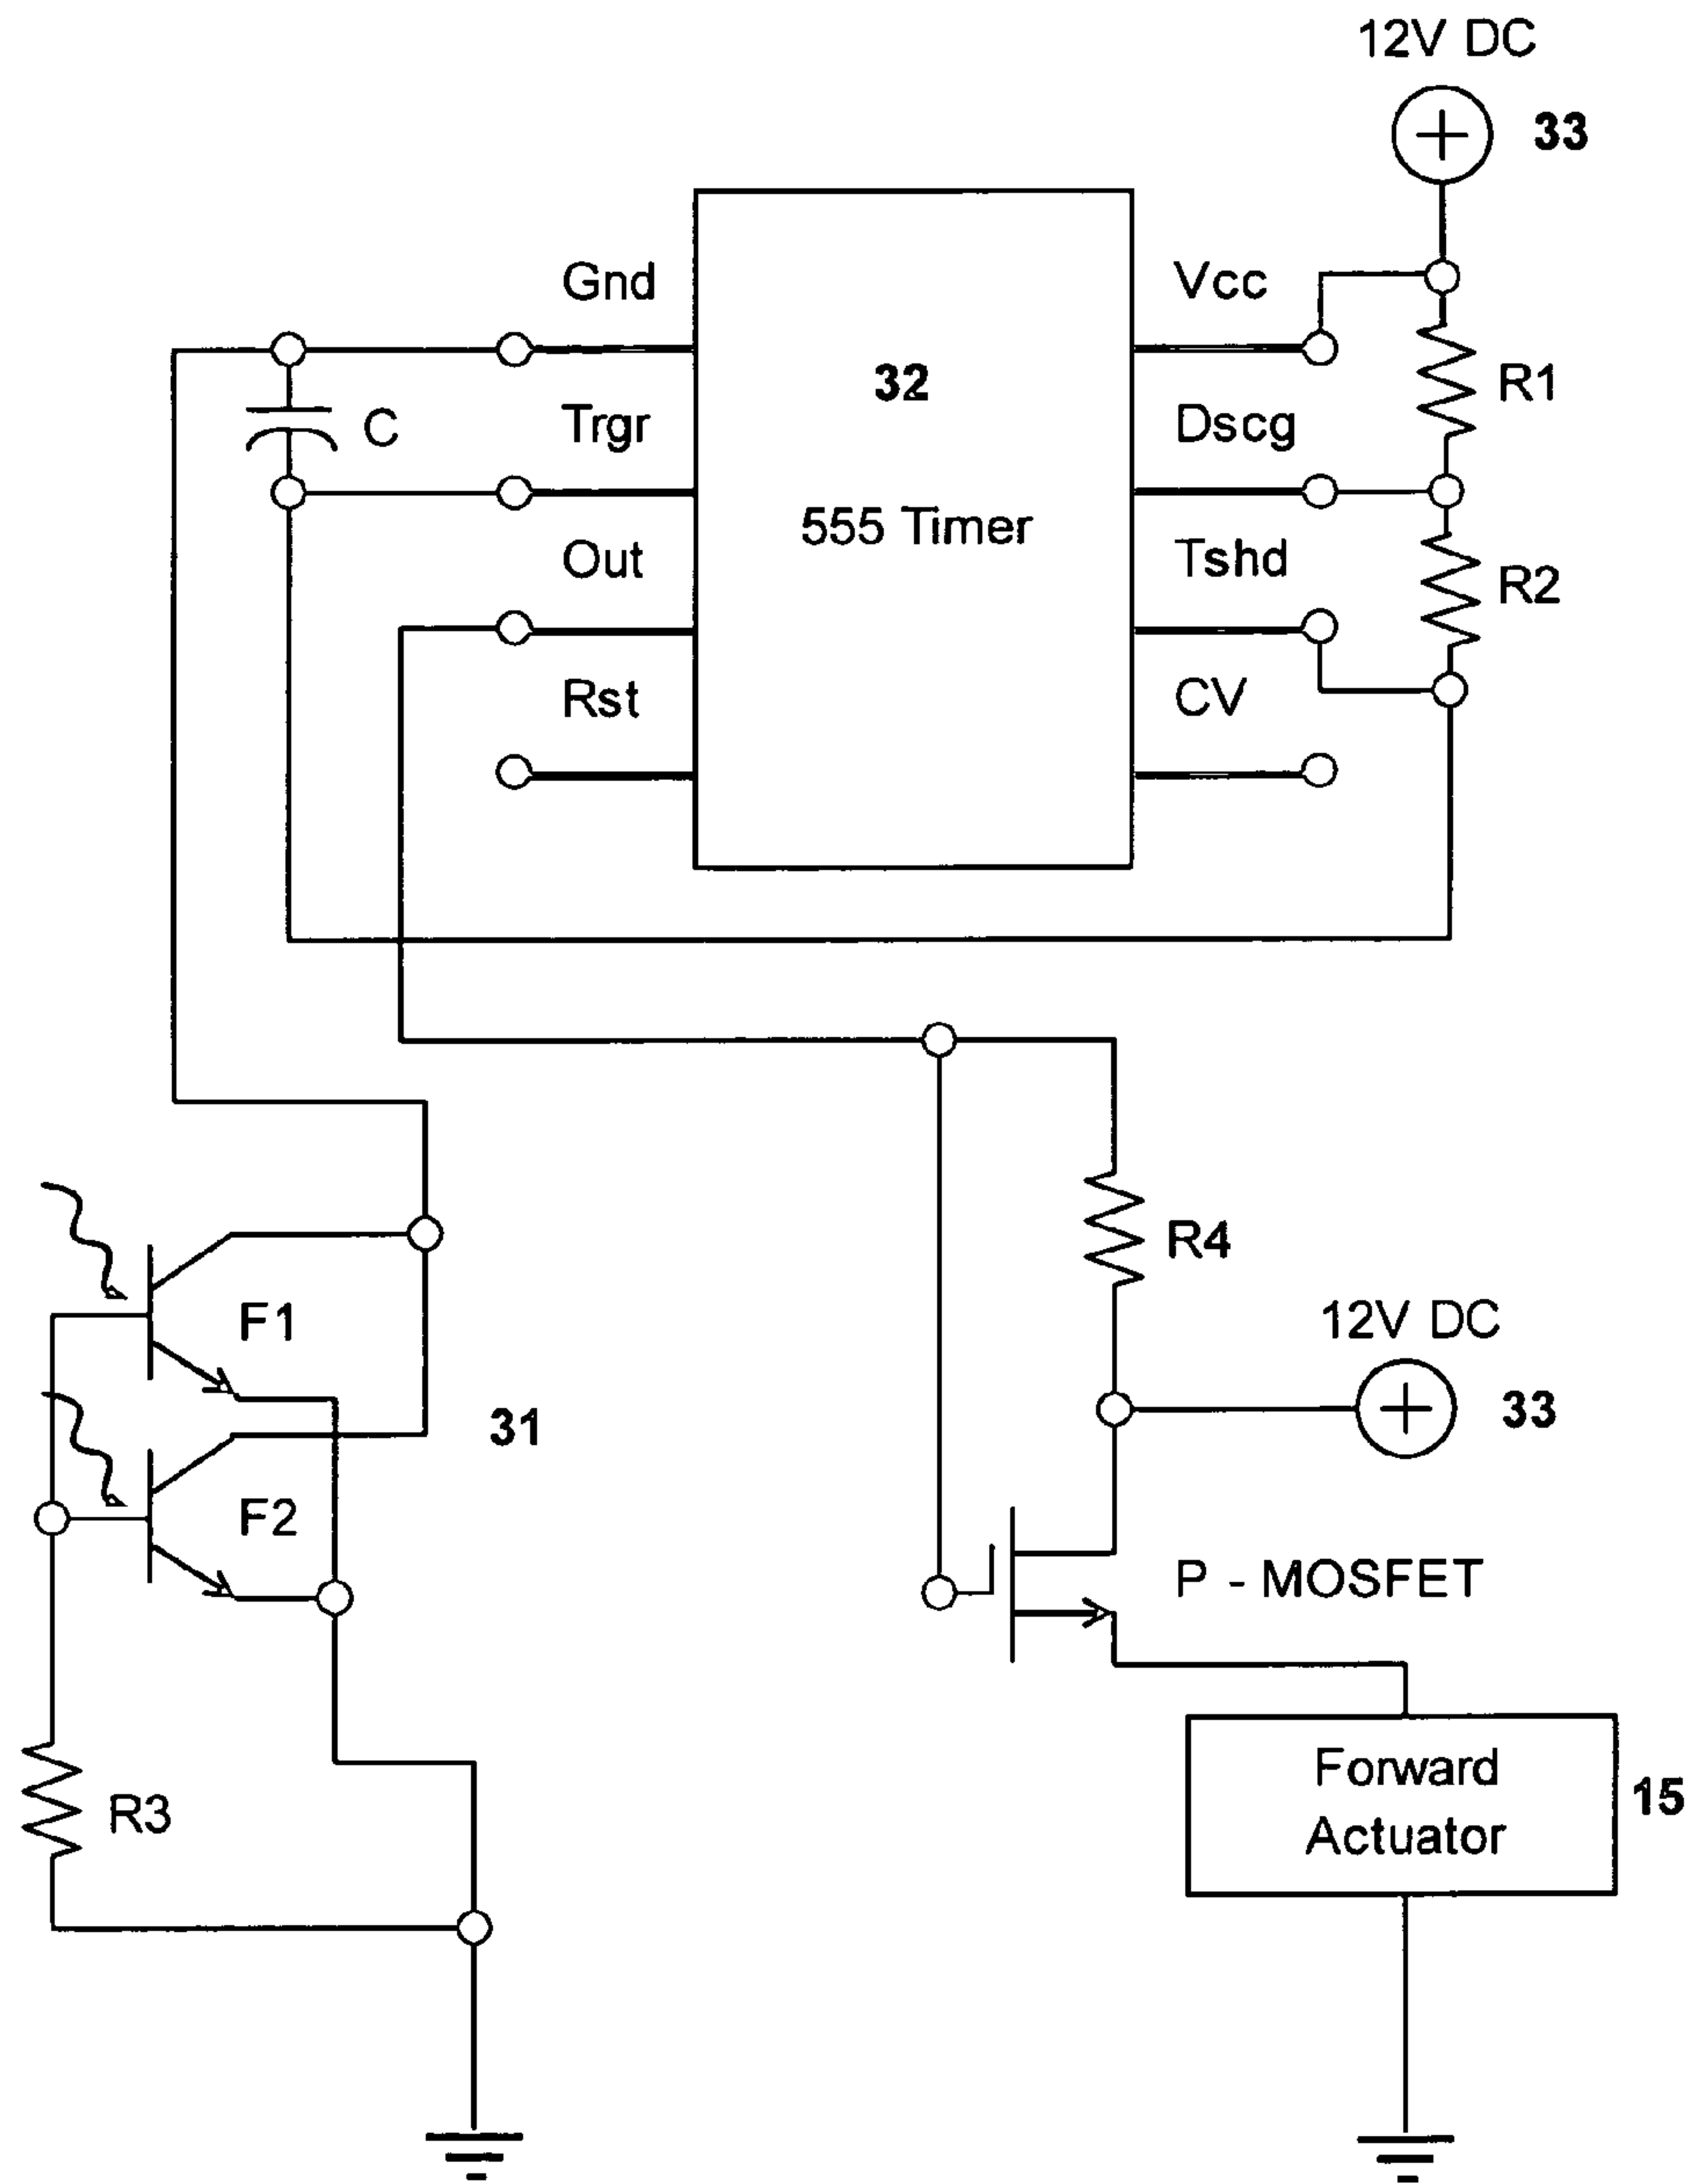 12V DC
33
Gnd
Vcc
32
R1
C
Trgr
Dscg
555 Timer
Out
Tshd
R2
Rst
CV
R4
F1
12V DC
31
33
F2
P - MOSFET
Forward
Actuator
15
R3